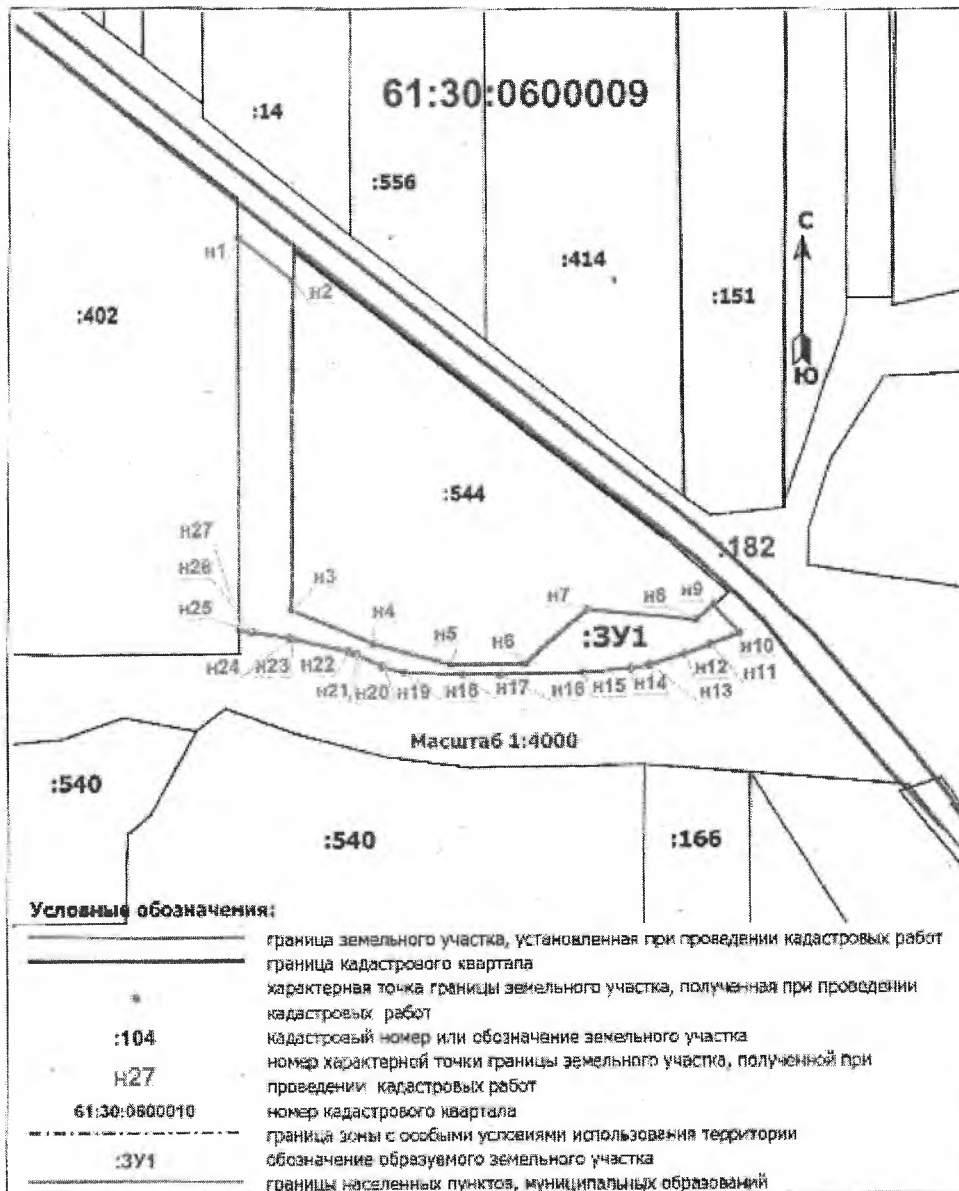 61:30:0600009
:14
:556
С
н1
:414
н2
:151
:402
Ю
:544
н27
:182
н26
н3
н7
н8
н9
н25
н4
:ЗУ1
н5
н6
н10
н24
н23
н22
н12
н11
н21
н20
н19
н18
н17
н16
н15
н14
н13
Масштаб 1:4000
:540
:540
:166
Условные обозначения:
граница земельного участка, установленная при проведении кадастровых работ
граница кадастрового квартала
характерная точка границы земельного участка, полученная при проведении
кадастровых работ
:104 кадастровый номер или обозначение земельного участка
н27 номер характерной точки границы земельного участка, полученной при
проведении кадастровых работ
61:30:0600010 номер кадастрового квартала
граница зоны с особыми условиями использования территории
:ЗУ1 обозначение образуемого земельного участка
границы населенных пунктов, муниципальных образований